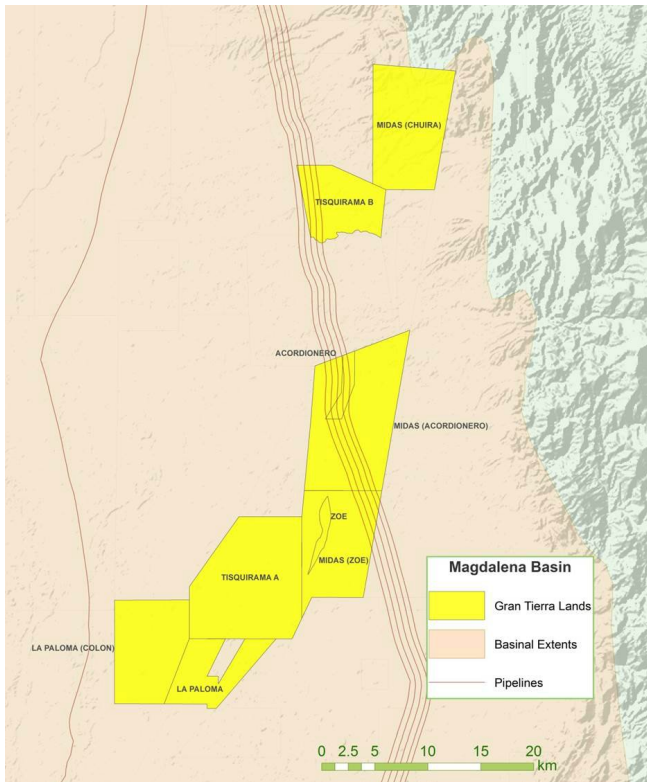 MIDAS (CHUIRA)
TISQUIRAMA B
ACORDIONERO
MIDAS (ACORDIONERO)
ZOE
MIDAS (ZOE)
TISQUIRAMA A
LA PALOMA (COLON)
LA PALOMA
Magdalena Basin
Gran Tierra Lands
Basinal Extents
Pipelines
0 2.5 5 10 15 20
km